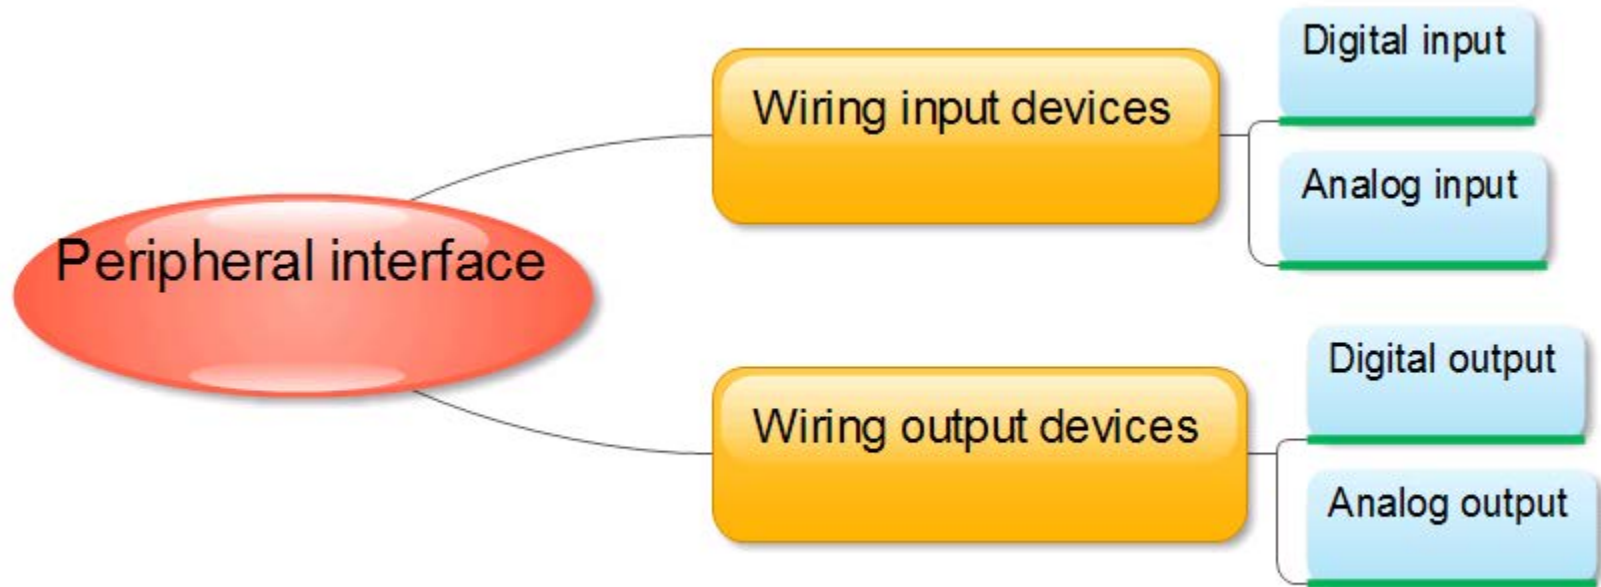 Peripheral interface
Wiring input devices
Digital input
Analog input
Wiring output devices
Digital output
Analog output